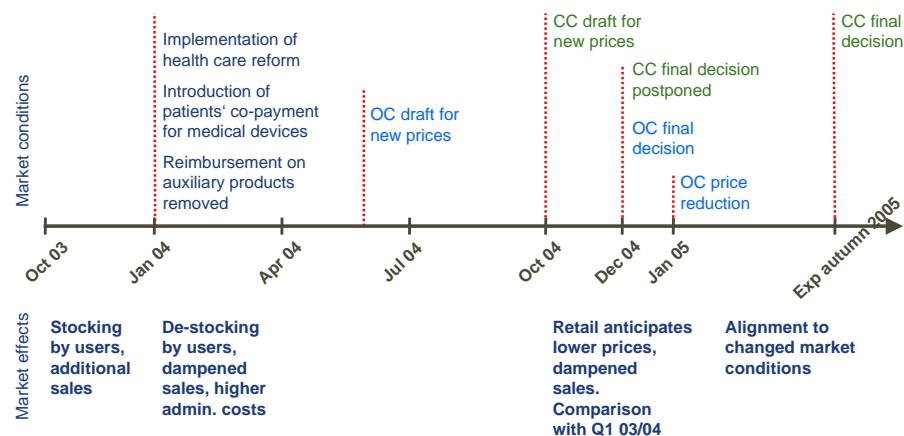 Market conditions
Implementation of
health care reform
Introduction of
patients‘ co-payment
for medical devices
Reimbursement on
auxiliary products
removed
OC draft for
new prices
CC draft for
new prices
CC final decision
postponed
OC final
decision
OC price
reduction
CC final
decision
Oct 03
Jan 04
Apr 04
Jul 04
Oct 04
Dec 04
Jan 05
Exp autumn 2005
Market effects
Stocking
by users,
additional
sales
De-stocking
by users,
dampened
sales, higher
admin. costs
Retail anticipates
lower prices,
dampened
sales.
Comparison
with Q1 03/04
Alignment to
changed market
conditions